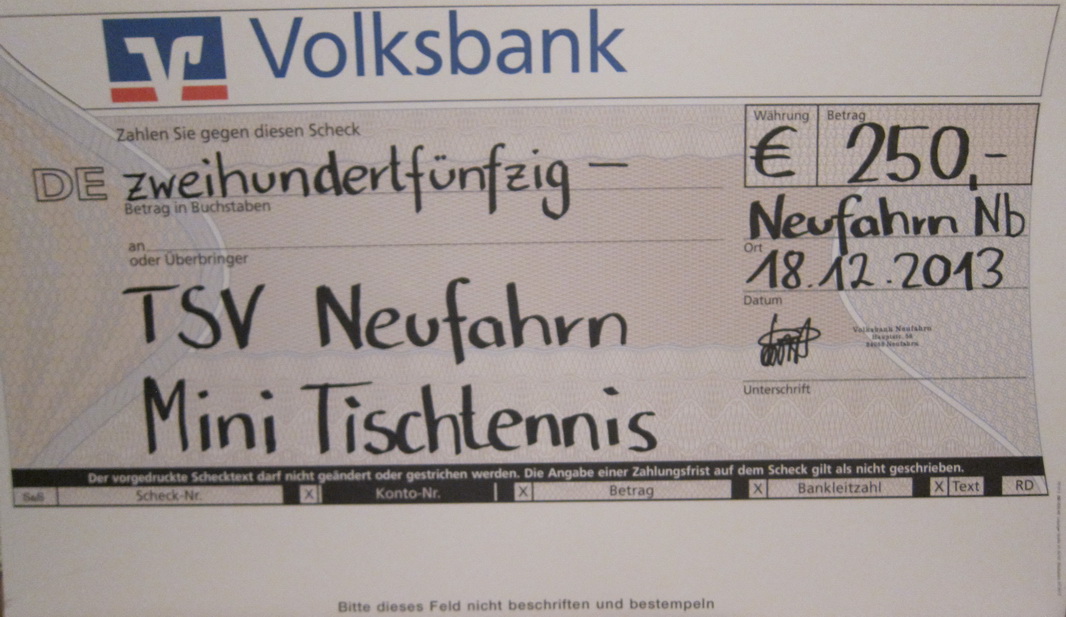 Volksbank
Zahlen Sie gegen diesen Scheck
Währung Betrag
€ 250,-
DE zweihundertfünfzig —
Betrag in Buchstaben
Neufahrn Nb
an
Ort
oder Überbringer
18.12.2013
Datum
TSV Neufahrn
Volksbank Neufahrn
Unterschrift
Mini Tischtennis
Der vorgedruckte Schecktext darf nicht geändert oder gestrichen werden. Die Angabe einer Zahlungsfrist auf dem Scheck gilt als nicht geschrieben.
Scheck-Nr. X Konto-Nr. X Betrag X Bankleitzahl X Text RD
Bitte dieses Feld nicht beschriften und bestempeln